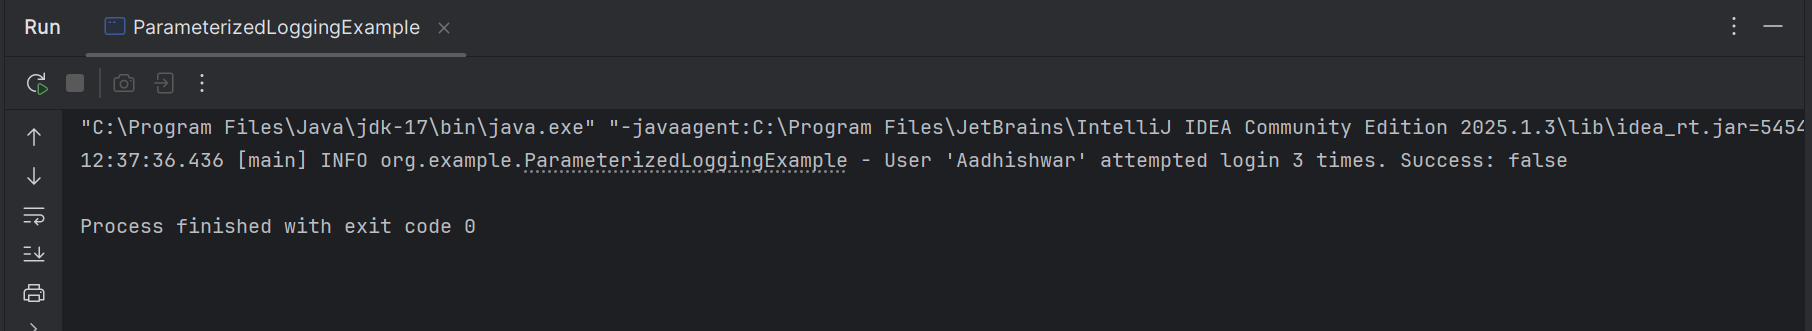 Run ParameterizedLoggingExample
"C:\Program Files\Java\jdk-17\bin\java.exe" "-javaagent:C:\Program Files\JetBrains\IntelliJ IDEA Community Edition 2025.1.3\lib\idea_rt.jar=5454
12:37:36.436 [main] INFO org.example.ParameterizedLoggingExample - User 'Aadhishwar' attempted login 3 times. Success: false
Process finished with exit code 0